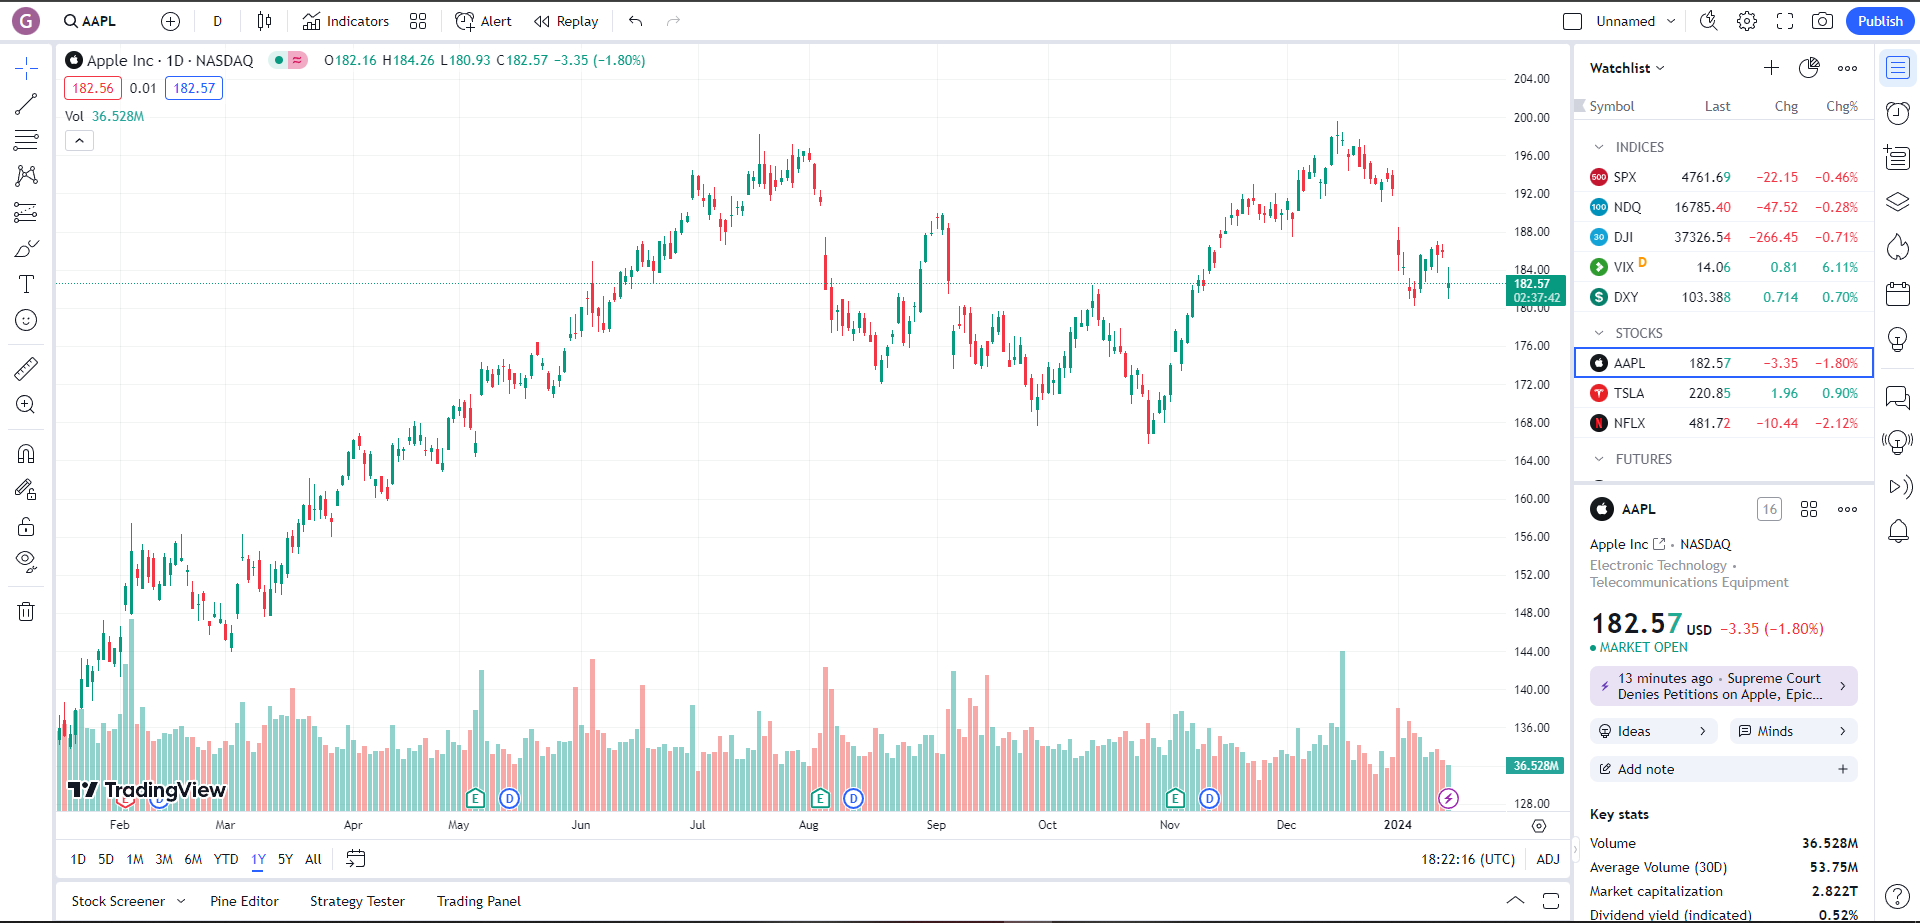 G AAPL D Indicators Alert Replay Unnamed Publish
Apple Inc · 1D · NASDAQ O182.16 H184.26 L180.93 C182.57 −3.35 (−1.80%)
182.56 0.01 182.57
Vol 36.528M
204.00
200.00
196.00
192.00
188.00
184.00
182.57
02:37:42
180.00
176.00
172.00
168.00
164.00
160.00
156.00
152.00
148.00
144.00
140.00
136.00
36.528M
128.00
TradingView
E D E D E D E D
Feb Mar Apr May Jun Jul Aug Sep Oct Nov Dec 2024
1D 5D 1M 3M 6M YTD 1Y 5Y All 18:22:16 (UTC) ADJ
Stock Screener Pine Editor Strategy Tester Trading Panel
Watchlist
Symbol Last Chg Chg%
INDICES
500 SPX 4761.69 −22.15 −0.46%
100 NDQ 16785.40 −47.52 −0.28%
30 DJI 37326.54 −266.45 −0.71%
VIX D 14.06 0.81 6.11%
$ DXY 103.388 0.714 0.70%
STOCKS
AAPL 182.57 −3.35 −1.80%
TSLA 220.85 1.96 0.90%
N NFLX 481.72 −10.44 −2.12%
FUTURES
AAPL 16
Apple Inc · NASDAQ
Electronic Technology ·
Telecommunications Equipment
182.57 USD −3.35 (−1.80%)
MARKET OPEN
13 minutes ago · Supreme Court
Denies Petitions on Apple, Epic...
Ideas Minds
Add note
Key stats
Volume 36.528M
Average Volume (30D) 53.75M
Market capitalization 2.822T
Dividend yield (indicated) 0.52%